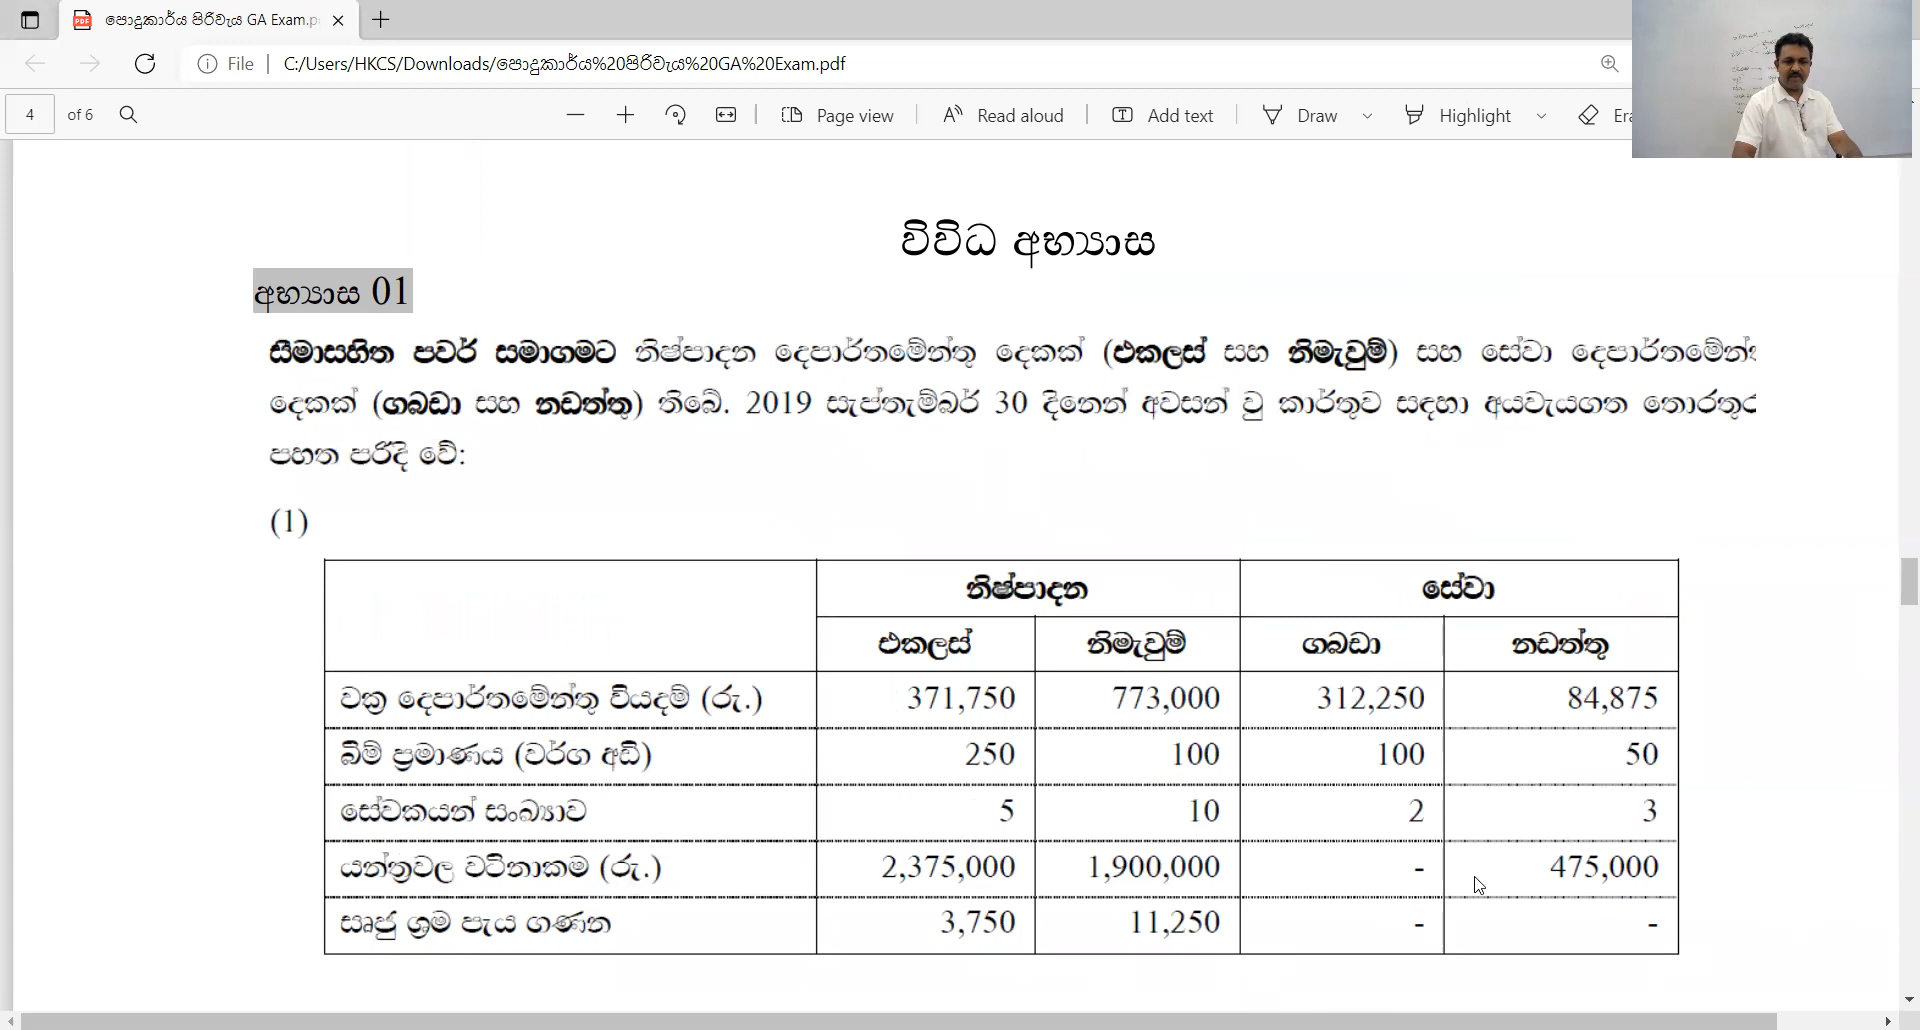 පොදුකාර්ය පිරිවැය GA Exam.p
File
C:/Users/HKCS/Downloads/පොදුකාර්ය%20පිරිවැය%20GA%20Exam.pdf
4 of 6
Page view
Read aloud
Add text
Draw
Highlight
විවිධ අභ්‍යාස
අභ්‍යාස 01
සීමාසහිත පවර් සමාගමට නිෂ්පාදන දෙපාර්තමේන්තු දෙකක් (එකලස් සහ නිමැවුම්) සහ සේවා
දෙකක් (ගබඩා සහ නඩත්තු) තිබේ. 2019 සැප්තැම්බර් 30 දිනෙන් අවසන් වු කාර්තුව සඳහා අයවැයගත
පහත පරිදි වේ:
(1)
නිෂ්පාදන සේවා
එකලස් නිමැවුම් ගබඩා නඩත්තු
වක්‍ර දෙපාර්තමේන්තු වියදම් (රු.) 371,750 773,000 312,250 84,875
බිම් ප්‍රමාණය (වර්ග අඩි) 250 100 100 50
සේවකයන් සංඛ්‍යාව 5 10 2 3
යන්ත්‍රවල වටිනාකම (රු.) 2,375,000 1,900,000 - 475,000
සෘජු ශ්‍රම පැය ගණන 3,750 11,250 - -